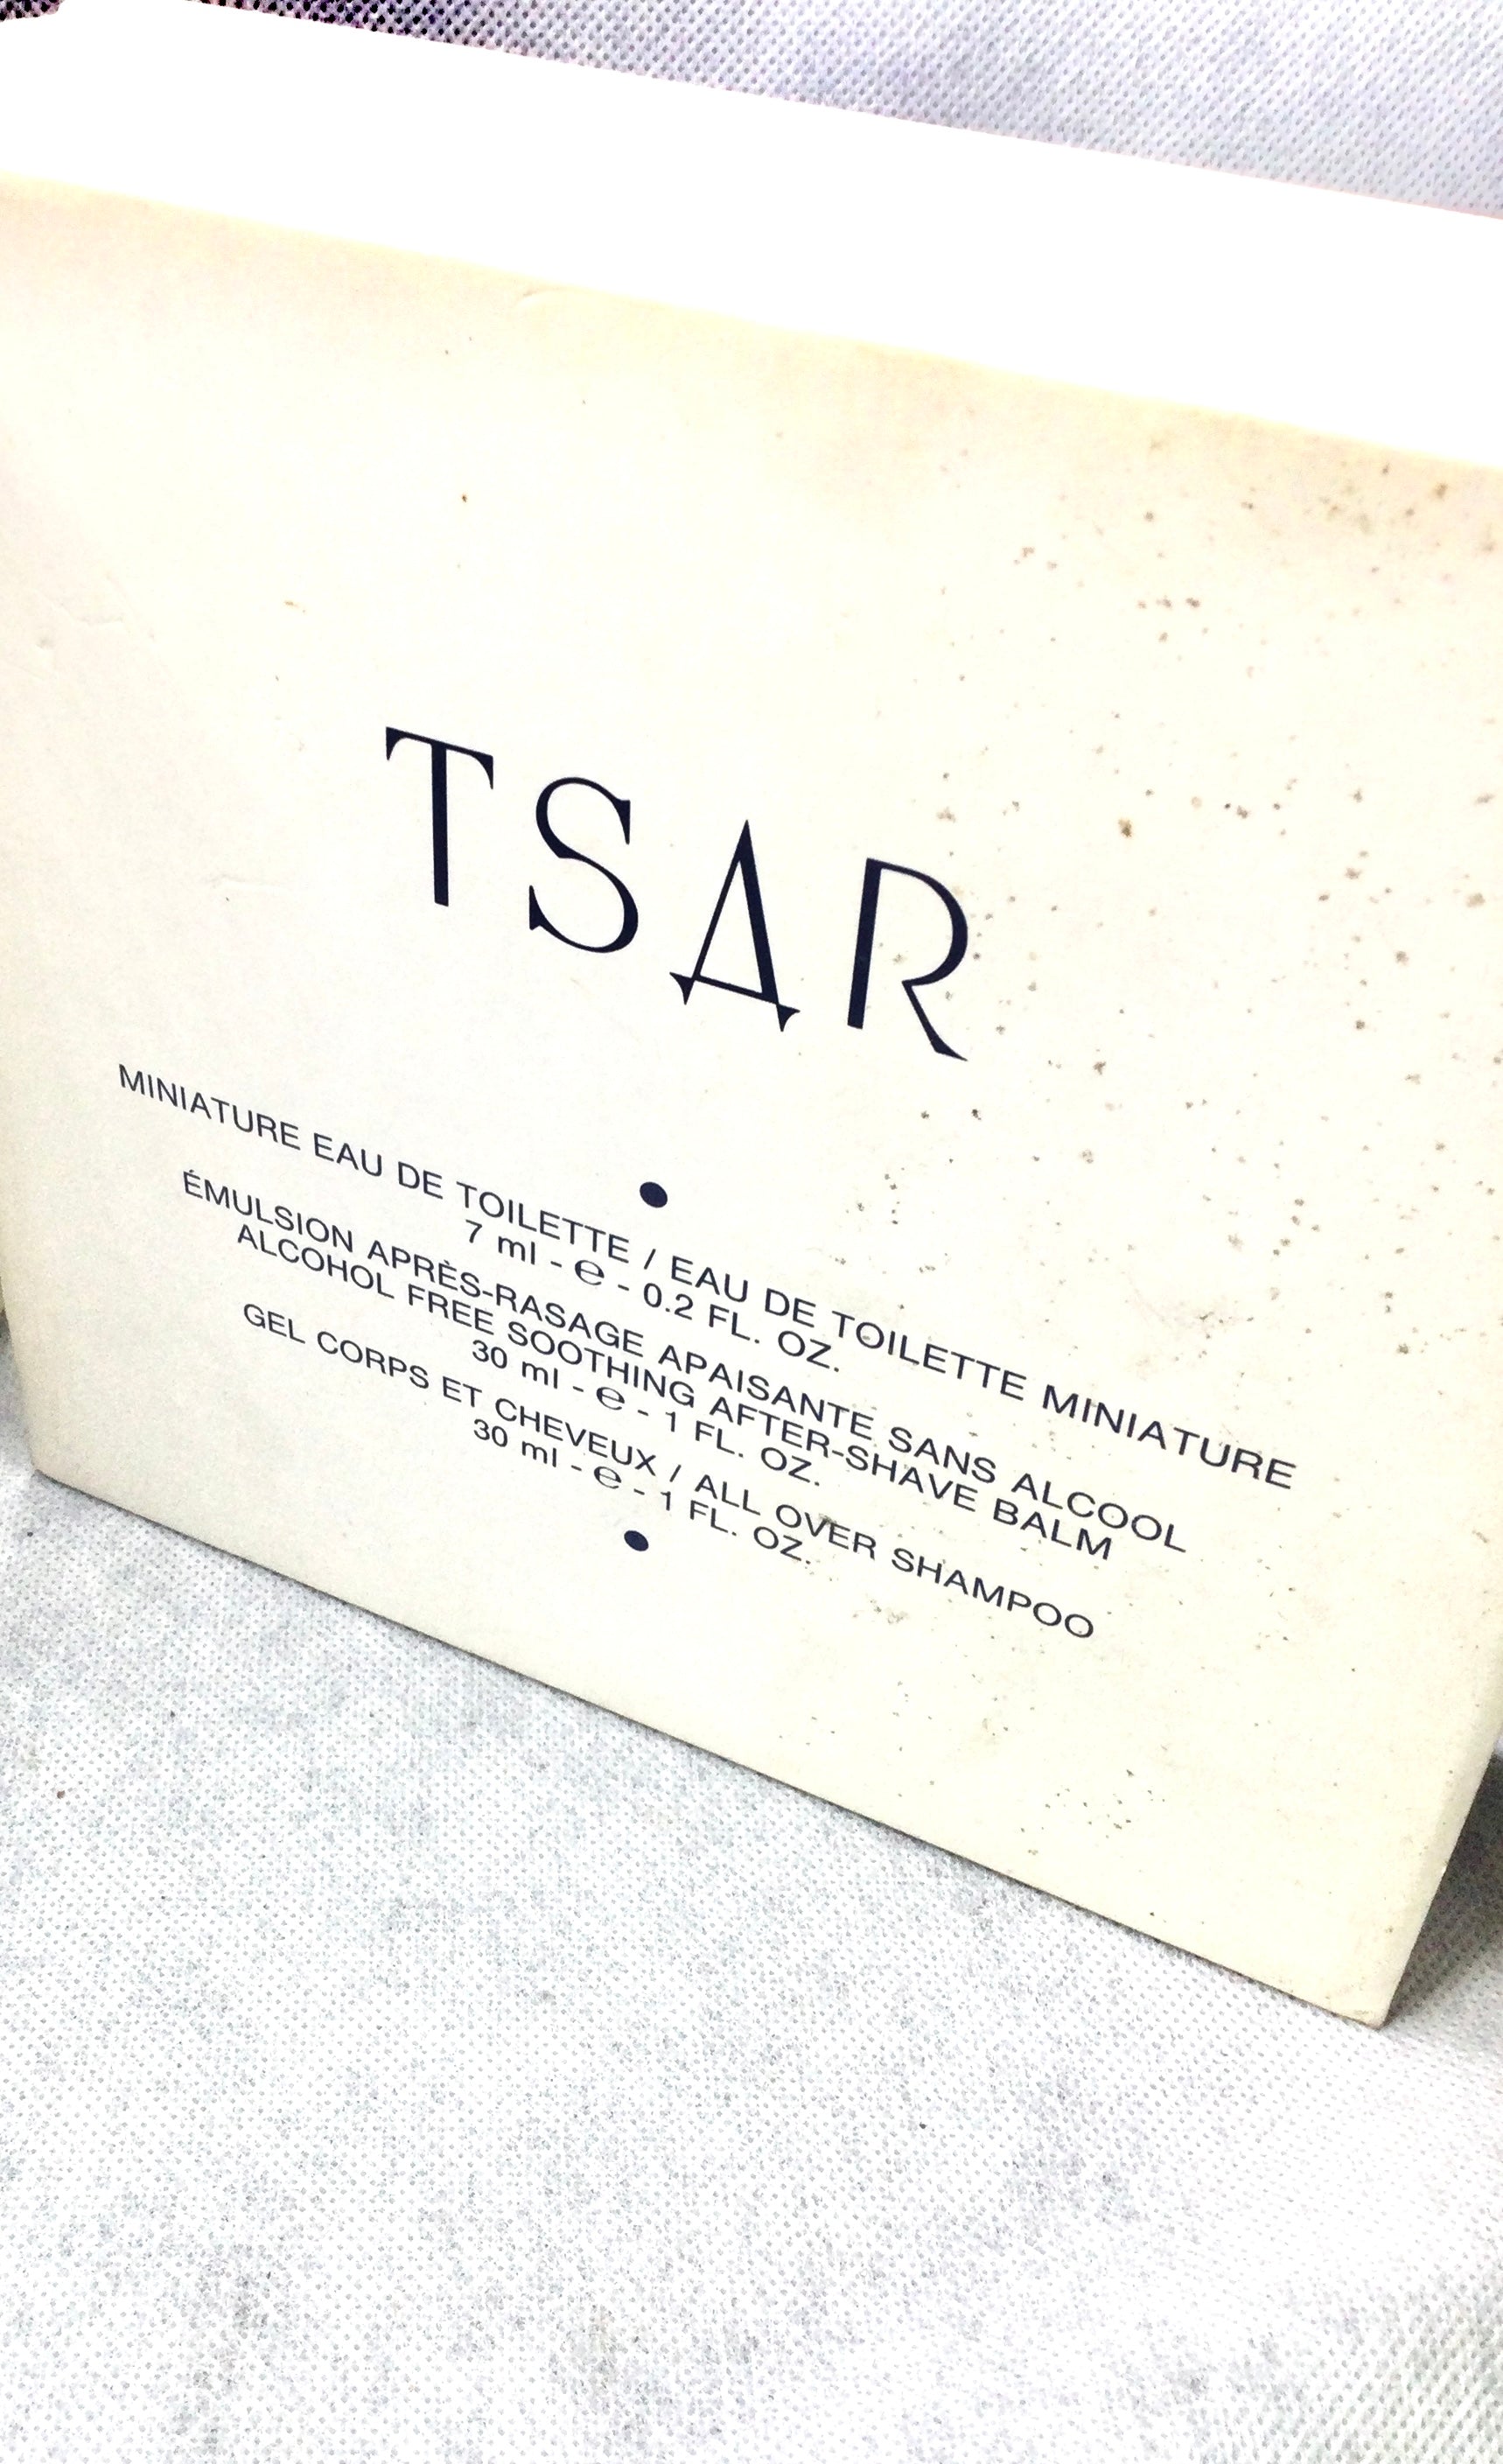 TSAR
•
MINIATURE EAU DE TOILETTE / EAU DE TOILETTE MINIATURE
7 ml - ℮ - 0.2 FL. OZ.
ÉMULSION APRÈS-RASAGE APAISANTE SANS ALCOOL
ALCOHOL FREE SOOTHING AFTER-SHAVE BALM
30 ml - ℮ - 1 FL. OZ.
GEL CORPS ET CHEVEUX / ALL OVER SHAMPOO
30 ml - ℮ - 1 FL. OZ.
•